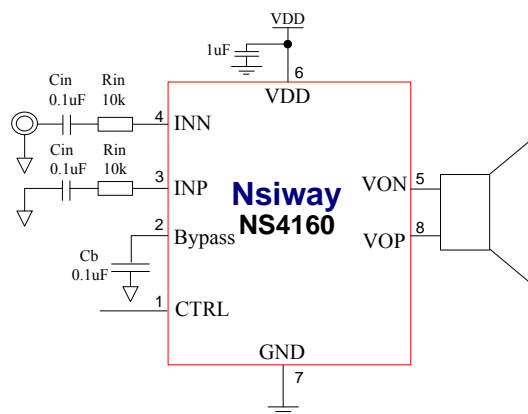 VDD
1uF
6
VDD
Cin
0.1uF
Rin
10k
4
INN
Cin
0.1uF
Rin
10k
3
INP
2
Bypass
Cb
0.1uF
1
CTRL
Nsiway
NS4160
VON
5
VOP
8
GND
7